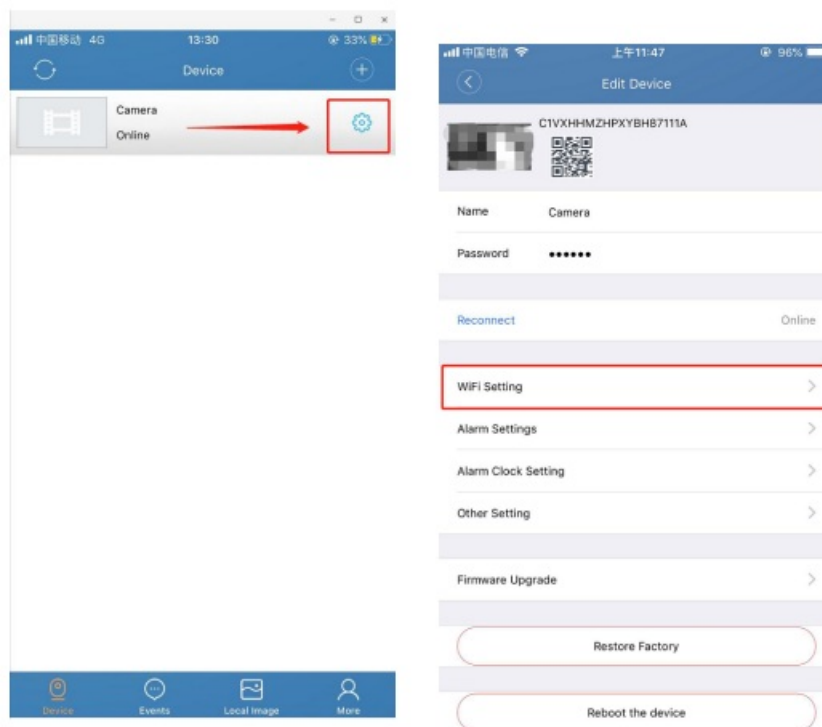 中国移动 4G 13:30 33%
Device
Camera
Online
Device Events Local Image More
中国电信 上午11:47 96%
Edit Device
C1VXHHMZHPXYBHB7111A
Name Camera
Password ••••••
Reconnect Online
WiFi Setting
Alarm Settings
Alarm Clock Setting
Other Setting
Firmware Upgrade
Restore Factory
Reboot the device